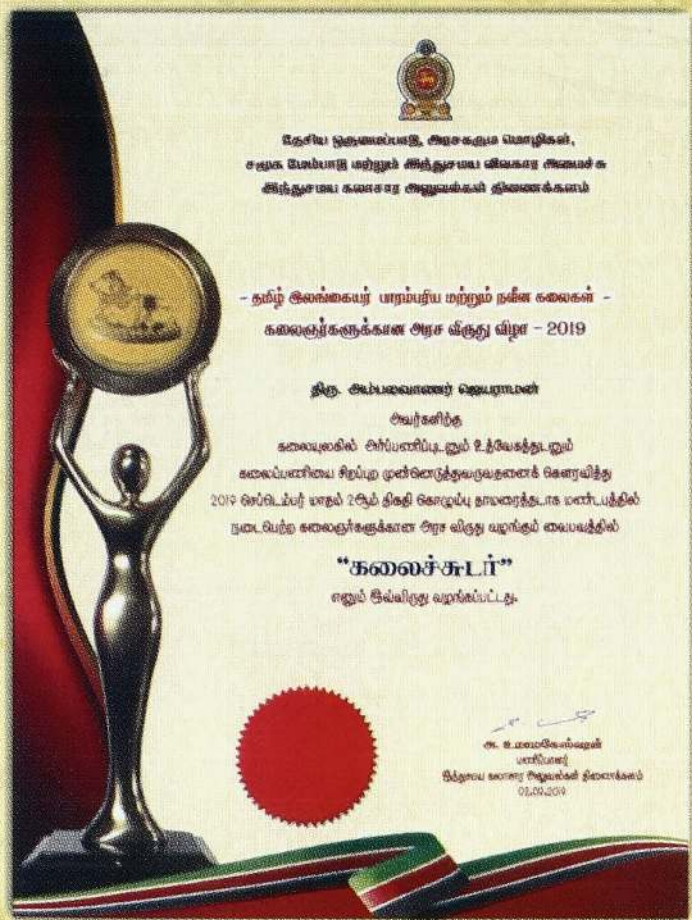 தேசிய ஒருமைப்பாடு, அரசகரும மொழிகள்,
சமூக மேம்பாடு மற்றும் இந்துசமய விவகார அமைச்சு
இந்துசமய கலாசார அலுவல்கள் திணைக்களம்
- தமிழ் இலங்கையர் பாரம்பரிய மற்றும் நவீன கலைகள் -
கலைஞர்களுக்கான அரச விருது விழா - 2019
திரு. அம்பலவாணர் ஜெயராமன்
அவர்களிற்கு
கலையுலகில் அர்ப்பணிப்புடனும் உத்வேகத்துடனும்
கலைப்பணியை சிறப்புற முன்னெடுத்துவருவதனைக் கௌரவித்து
2019 செப்டெம்பர் மாதம் 2ஆம் திகதி கொழும்பு தாமரைத்தடாக மண்டபத்தில்
நடைபெற்ற கலைஞர்களுக்கான அரச விருது வழங்கும் வைபவத்தில்
“கலைச்சுடர்”
எனும் இவ்விருது வழங்கப்பட்டது.
அ. உமாமகேஸ்வரன்
பணிப்பாளர்
இந்துசமய கலாசார அலுவல்கள் திணைக்களம்
02.09.2019